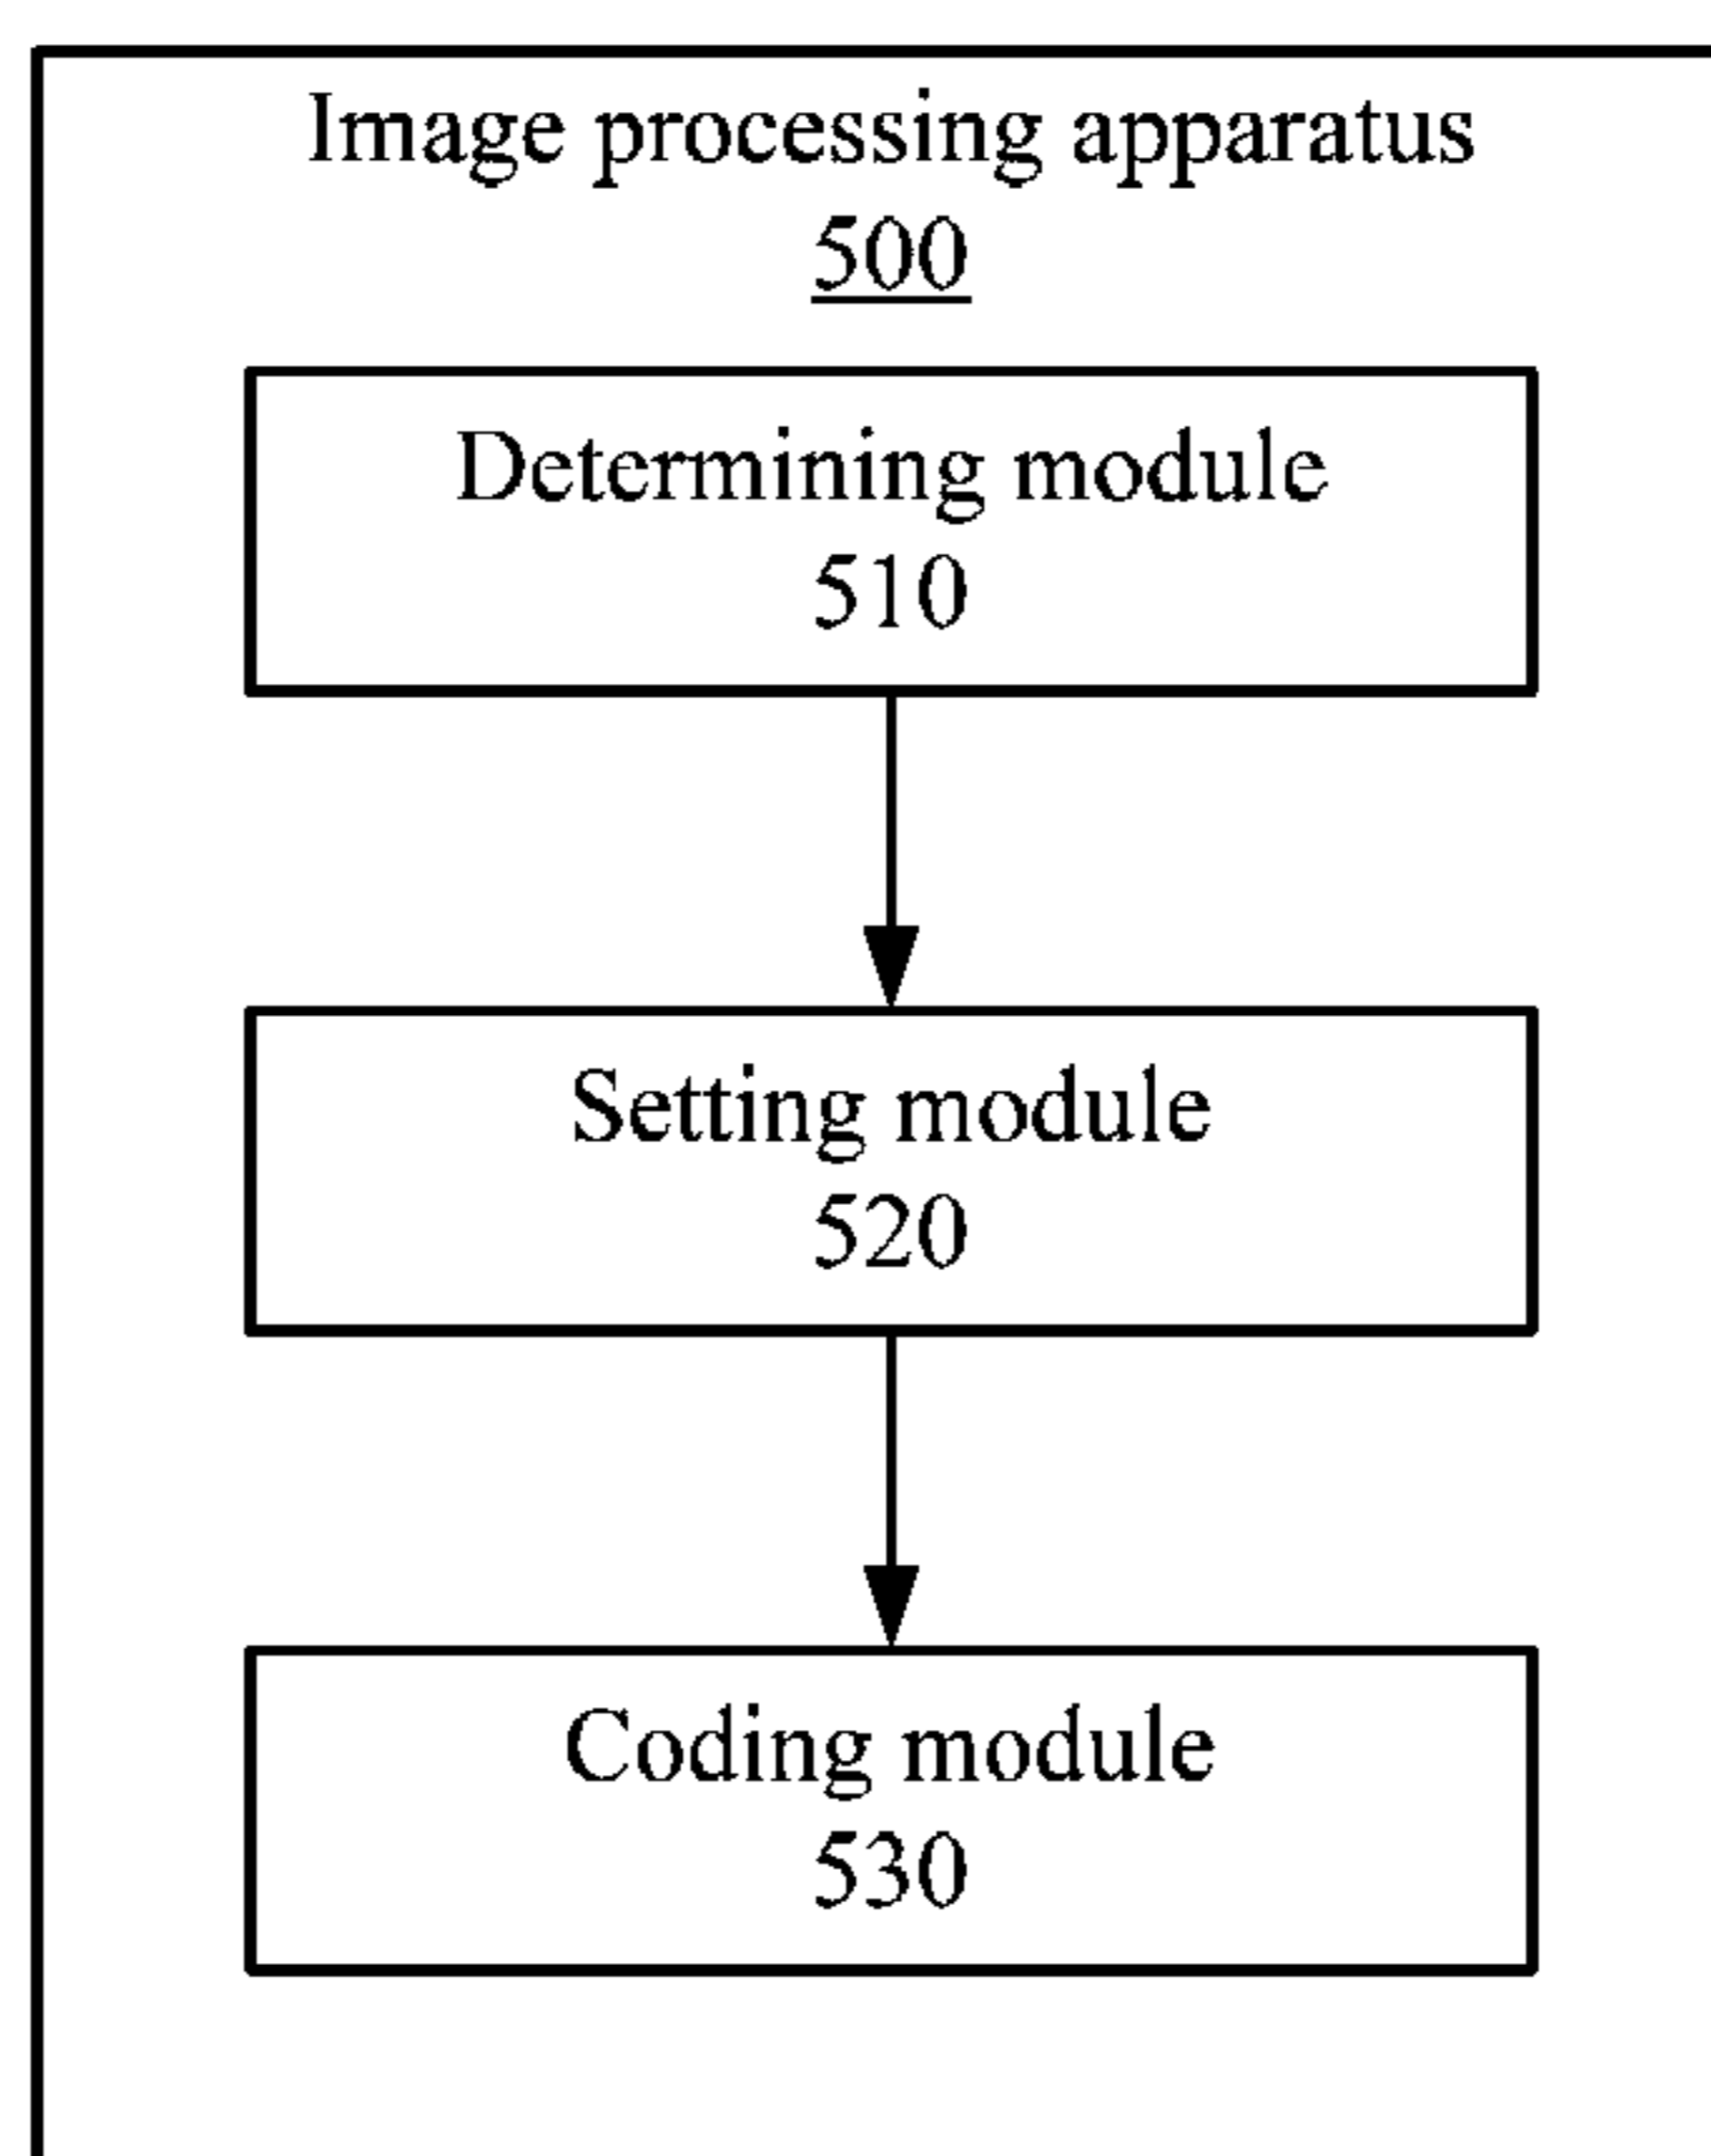 Image processing apparatus
500
Determining module
510
Setting module
520
Coding module
530